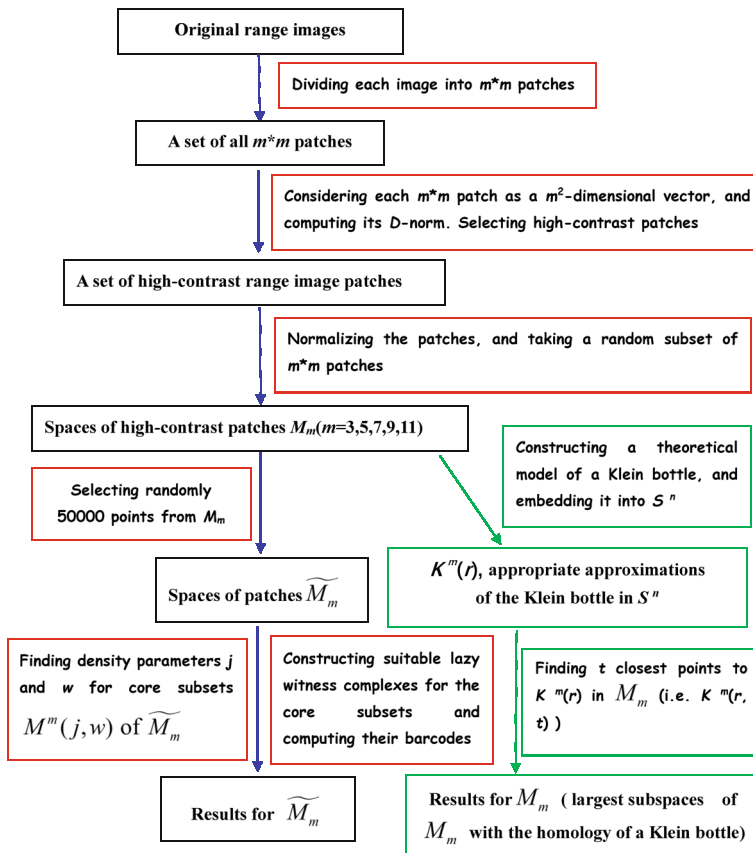 Original range images
Dividing each image into m*m patches
A set of all m*m patches
Considering each m*m patch as a m²-dimensional vector, and
computing its D-norm. Selecting high-contrast patches
A set of high-contrast range image patches
Normalizing the patches, and taking a random subset of
m*m patches
Spaces of high-contrast patches Mₘ(m=3,5,7,9,11)
Selecting randomly
50000 points from Mₘ
Constructing a theoretical
model of a Klein bottle, and
embedding it into S ⁿ
Spaces of patches M̃ₘ
K ᵐ(r), appropriate approximations
of the Klein bottle in Sⁿ
Finding density parameters j
and w for core subsets
Mᵐ(j,w) of M̃ₘ
Constructing suitable lazy
witness complexes for the
core subsets and
computing their barcodes
Finding t closest points to
K ᵐ(r) in Mₘ (i.e. K ᵐ(r,
t) )
Results for M̃ₘ
Results for Mₘ ( largest subspaces of
Mₘ with the homology of a Klein bottle)